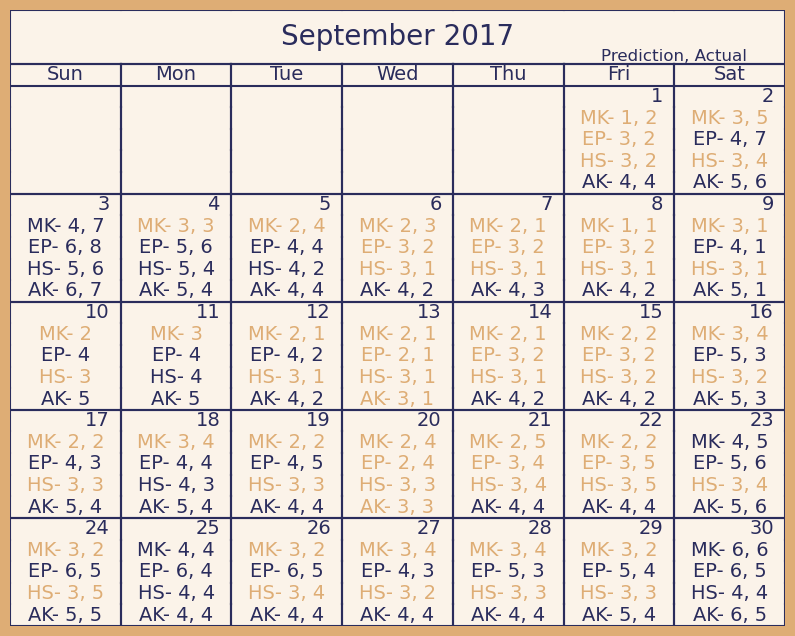 September 2017
Prediction, Actual
Sun Mon Tue Wed Thu Fri Sat
1 2
MK- 1, 2 MK- 3, 5
EP- 3, 2 EP- 4, 7
HS- 3, 2 HS- 3, 4
AK- 4, 4 AK- 5, 6
3 4 5 6 7 8 9
MK- 4, 7 MK- 3, 3 MK- 2, 4 MK- 2, 3 MK- 2, 1 MK- 1, 1 MK- 3, 1
EP- 6, 8 EP- 5, 6 EP- 4, 4 EP- 3, 2 EP- 3, 2 EP- 3, 2 EP- 4, 1
HS- 5, 6 HS- 5, 4 HS- 4, 2 HS- 3, 1 HS- 3, 1 HS- 3, 1 HS- 3, 1
AK- 6, 7 AK- 5, 4 AK- 4, 4 AK- 4, 2 AK- 4, 3 AK- 4, 2 AK- 5, 1
10 11 12 13 14 15 16
MK- 2 MK- 3 MK- 2, 1 MK- 2, 1 MK- 2, 1 MK- 2, 2 MK- 3, 4
EP- 4 EP- 4 EP- 4, 2 EP- 2, 1 EP- 3, 2 EP- 3, 2 EP- 5, 3
HS- 3 HS- 4 HS- 3, 1 HS- 3, 1 HS- 3, 1 HS- 3, 2 HS- 3, 2
AK- 5 AK- 5 AK- 4, 2 AK- 3, 1 AK- 4, 2 AK- 4, 2 AK- 5, 3
17 18 19 20 21 22 23
MK- 2, 2 MK- 3, 4 MK- 2, 2 MK- 2, 4 MK- 2, 5 MK- 2, 2 MK- 4, 5
EP- 4, 3 EP- 4, 4 EP- 4, 5 EP- 2, 4 EP- 3, 4 EP- 3, 5 EP- 5, 6
HS- 3, 3 HS- 4, 3 HS- 3, 3 HS- 3, 3 HS- 3, 4 HS- 3, 5 HS- 3, 4
AK- 5, 4 AK- 5, 4 AK- 4, 4 AK- 3, 3 AK- 4, 4 AK- 4, 4 AK- 5, 6
24 25 26 27 28 29 30
MK- 3, 2 MK- 4, 4 MK- 3, 2 MK- 3, 4 MK- 3, 4 MK- 3, 2 MK- 6, 6
EP- 6, 5 EP- 6, 4 EP- 6, 5 EP- 4, 3 EP- 5, 3 EP- 5, 4 EP- 6, 5
HS- 3, 5 HS- 4, 4 HS- 3, 4 HS- 3, 2 HS- 3, 3 HS- 3, 3 HS- 4, 4
AK- 5, 5 AK- 4, 4 AK- 4, 4 AK- 4, 4 AK- 4, 4 AK- 5, 4 AK- 6, 5